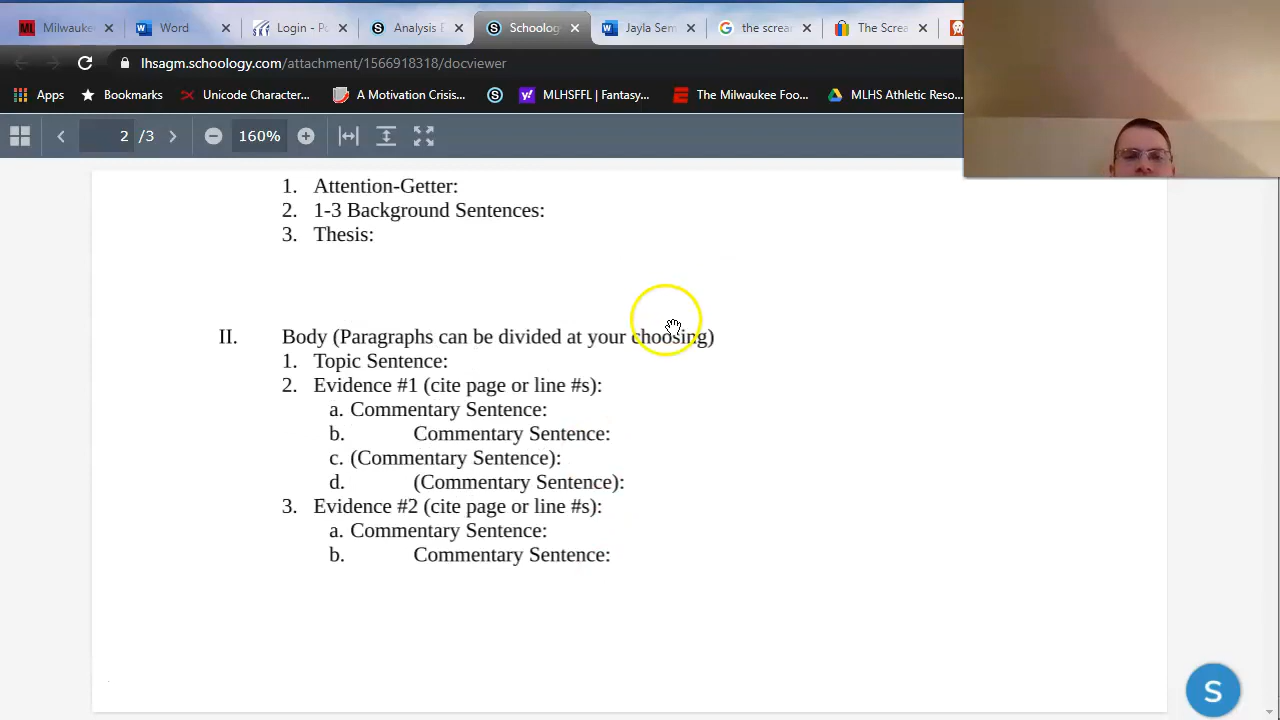 Milwauke
Word
Login - Po
Analysis E
Schoology
Jayla Sem
the screar
The Screa
lhsagm.schoology.com/attachment/1566918318/docviewer
Apps
Bookmarks
Unicode Character...
A Motivation Crisis...
MLHSFFL | Fantasy...
The Milwaukee Foo...
MLHS Athletic Reso...
2 /3
160%
1. Attention-Getter:
2. 1-3 Background Sentences:
3. Thesis:
II. Body (Paragraphs can be divided at your choosing)
1. Topic Sentence:
2. Evidence #1 (cite page or line #s):
a. Commentary Sentence:
b. Commentary Sentence:
c. (Commentary Sentence):
d. (Commentary Sentence):
3. Evidence #2 (cite page or line #s):
a. Commentary Sentence:
b. Commentary Sentence:
S